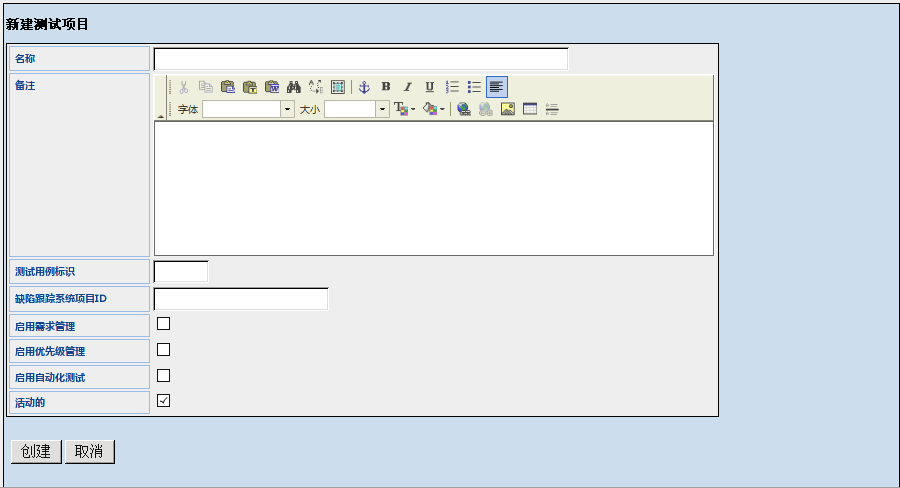 新建测试项目
名称
备注
B I U
字体 大小
测试用例标识
缺陷跟踪系统项目ID
启用需求管理
启用优先级管理
启用自动化测试
活动的
创建 取消